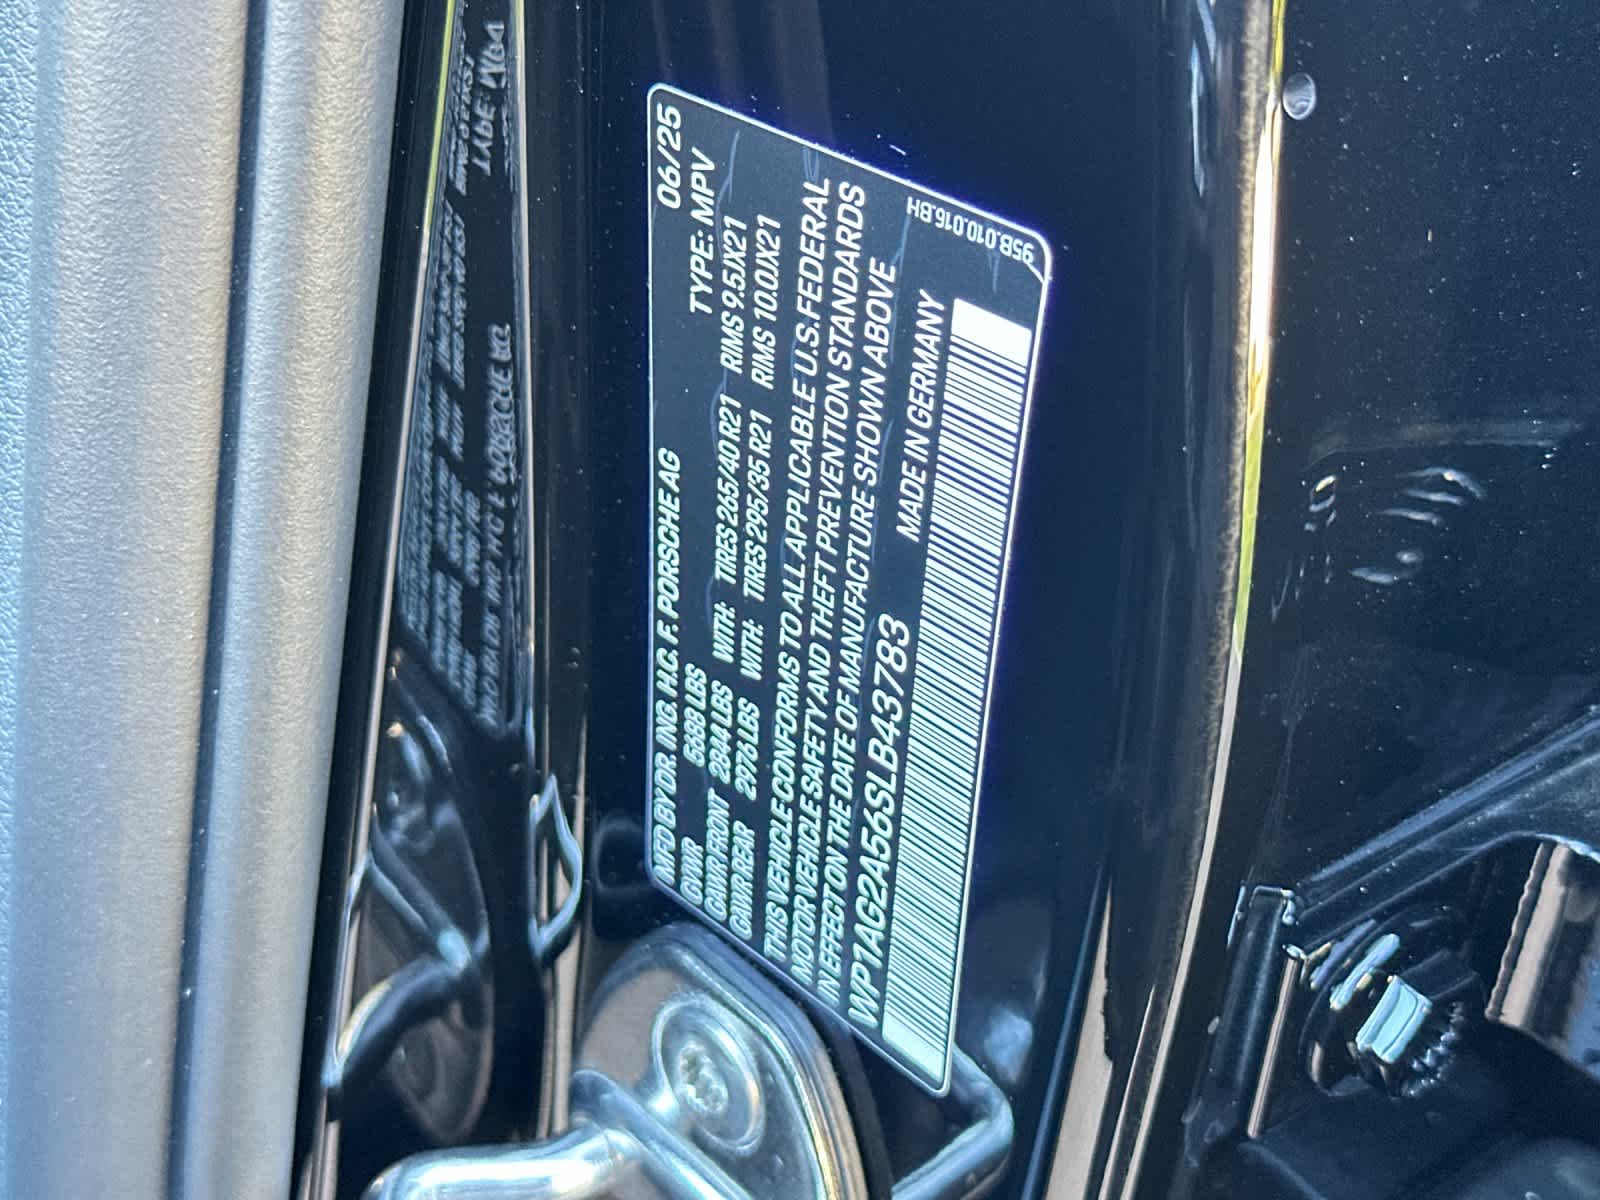 MFD BY DR. ING. H.C. F. PORSCHE AG 06/25
GVWR 5688 LBS TYPE: MPV
GAWR FRONT 2844 LBS WITH: TIRES 265/40 R21 RIMS 9.5JX21
GAWR REAR 2976 LBS WITH: TIRES 295/35 R21 RIMS 10.0JX21
THIS VEHICLE CONFORMS TO ALL APPLICABLE U.S. FEDERAL
MOTOR VEHICLE SAFETY AND THEFT PREVENTION STANDARDS
IN EFFECT ON THE DATE OF MANUFACTURE SHOWN ABOVE
WP1AG2A56SLB43783 MADE IN GERMANY
95B.010.016.BH